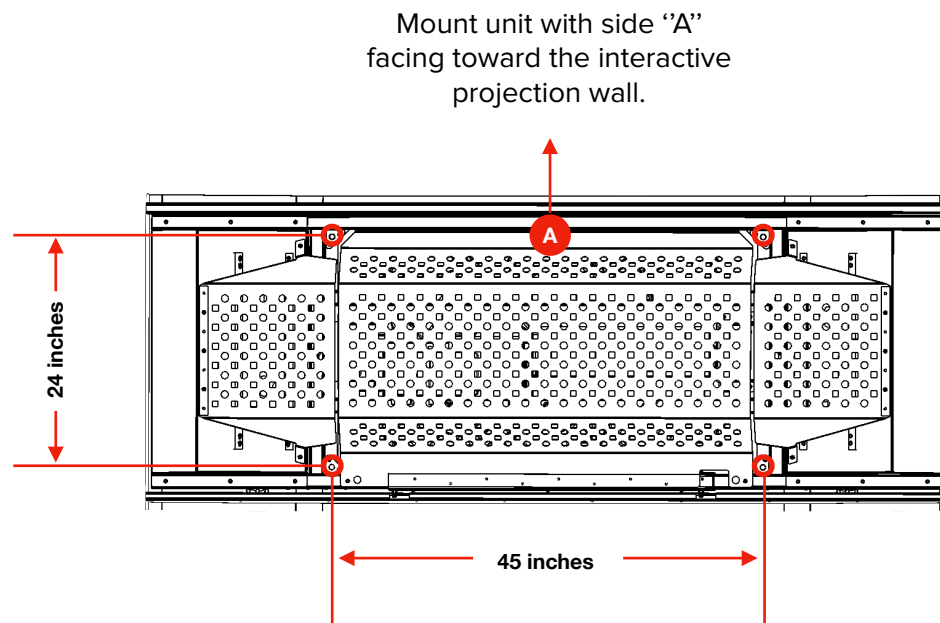 Mount unit with side ‘’A’’
facing toward the interactive
projection wall.
A
24 inches
45 inches